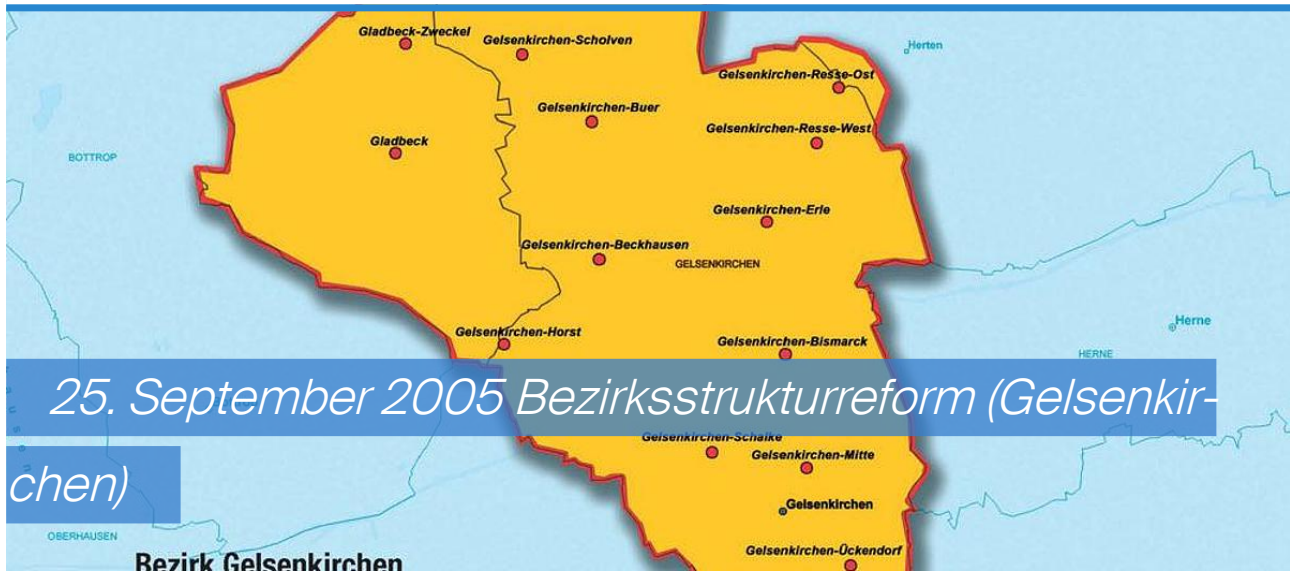 Gladbeck-Zweckel
Gelsenkirchen-Scholven
Herten
Gelsenkirchen-Resse-Ost
Gelsenkirchen-Buer
Gelsenkirchen-Resse-West
Gladbeck
BOTTROP
Gelsenkirchen-Erle
Gelsenkirchen-Beckhausen
GELSENKIRCHEN
Herne
Gelsenkirchen-Horst
Gelsenkirchen-Bismarck
HERNE
25. September 2005 Bezirksstrukturreform (Gelsenkir-
chen)
Gelsenkirchen-Schalke
Gelsenkirchen-Mitte
Gelsenkirchen
OBERHAUSEN
Gelsenkirchen-Ückendorf
Bezirk Gelsenkirchen